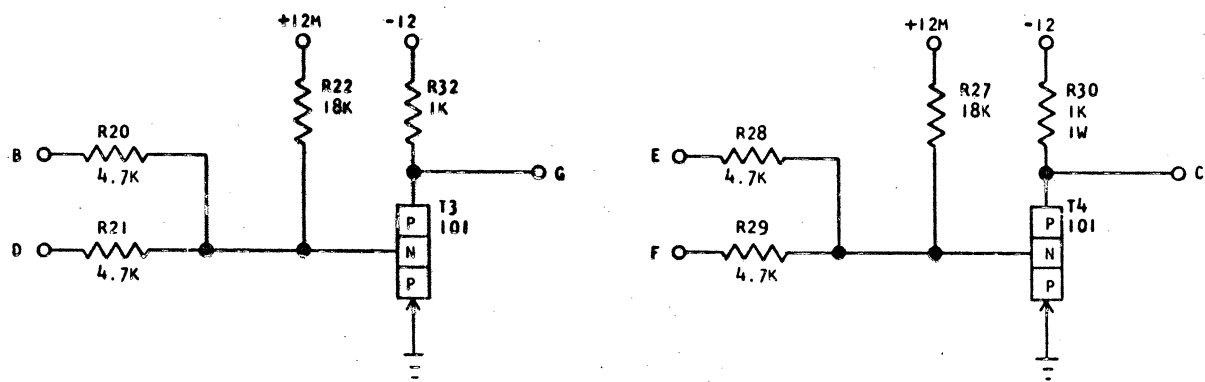 +12M
-12
R22
18K
R32
1K
R20
B
4.7K
G
T3
101
P
R21
D
N
4.7K
P
+12M
-12
R27
18K
R30
1K
1W
R28
E
4.7K
C
T4
101
P
R29
F
N
4.7K
P